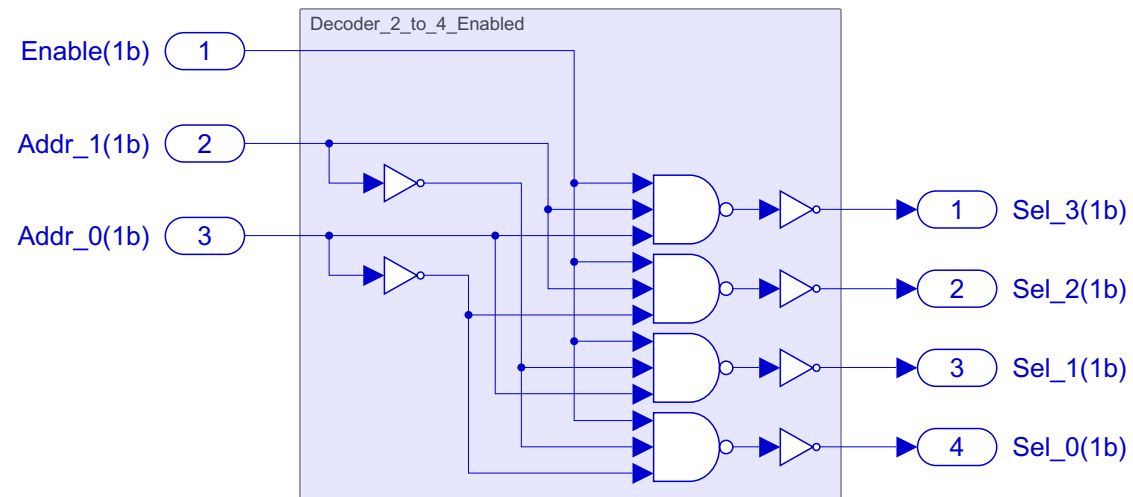 Decoder_2_to_4_Enabled
Enable(1b) 1
Addr_1(1b) 2
Addr_0(1b) 3
1 Sel_3(1b)
2 Sel_2(1b)
3 Sel_1(1b)
4 Sel_0(1b)